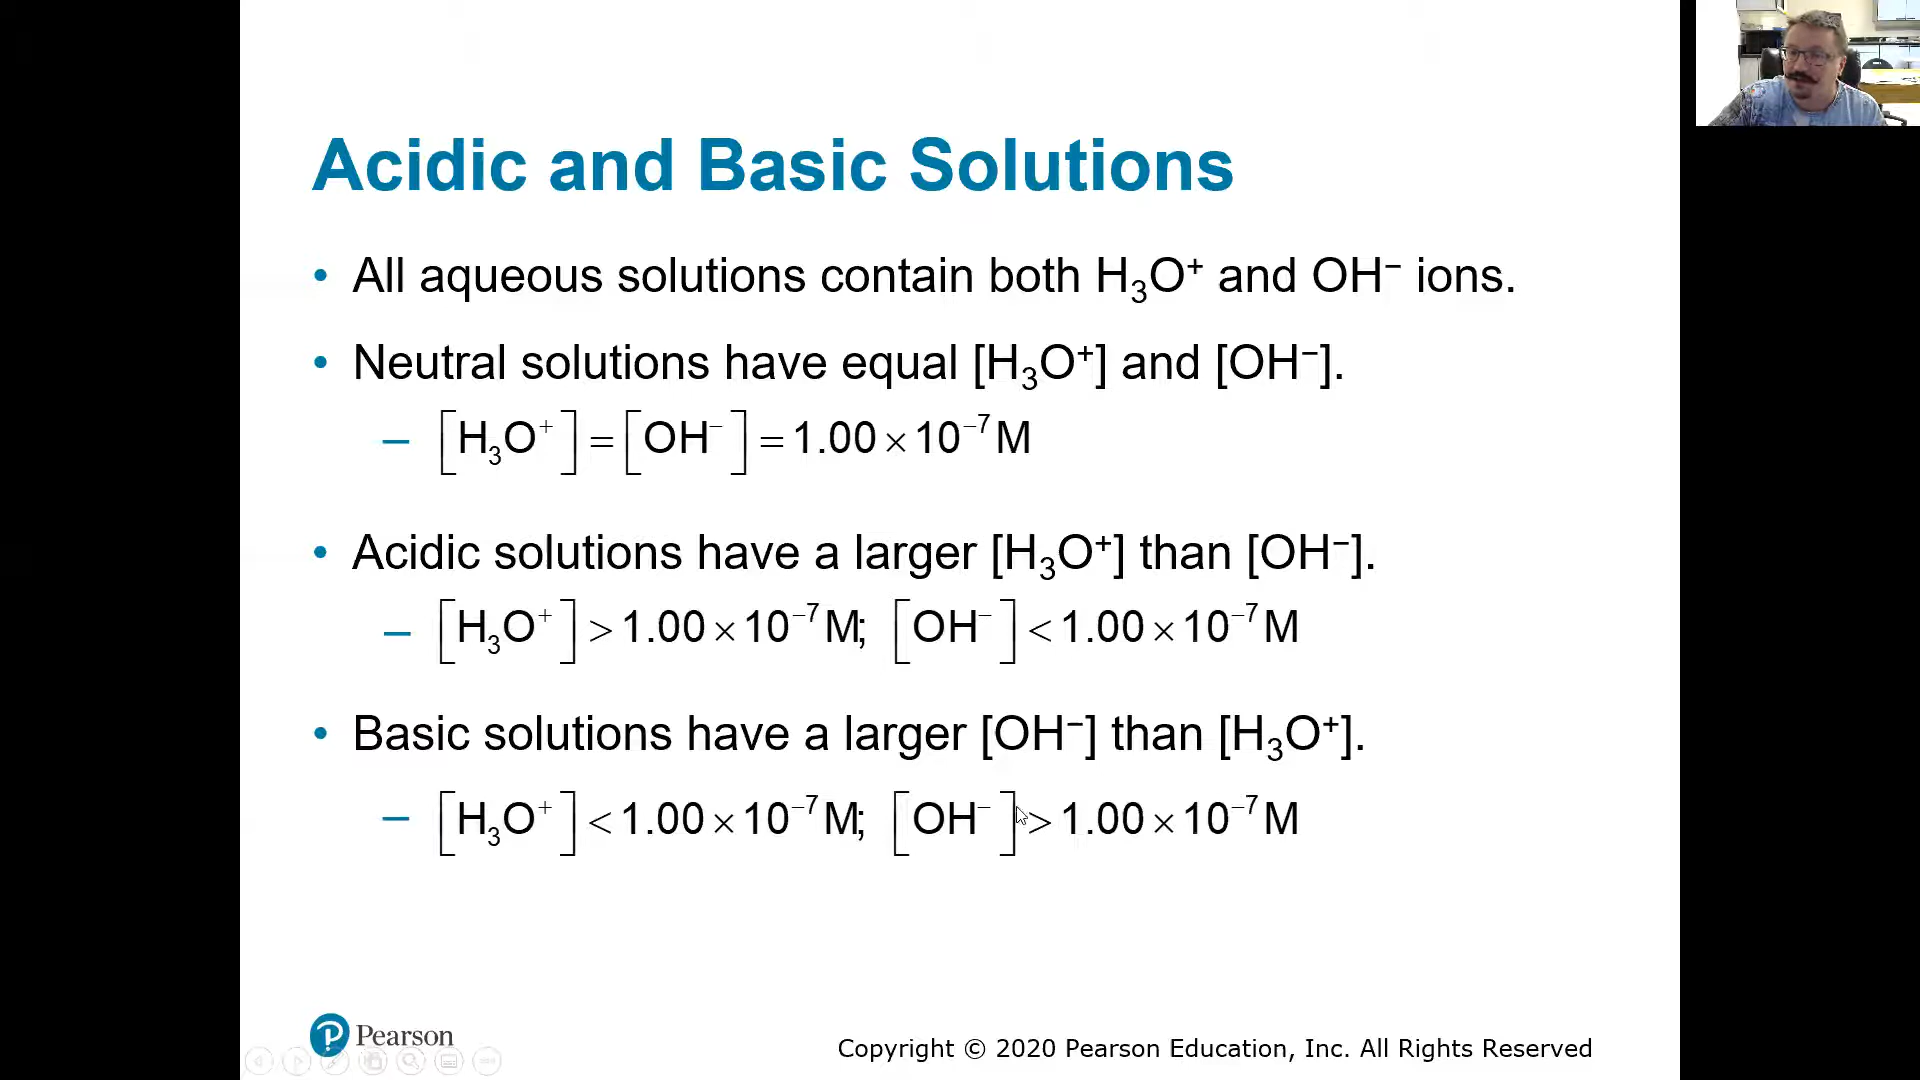 Acidic and Basic Solutions
• All aqueous solutions contain both H₃O⁺ and OH⁻ ions.
• Neutral solutions have equal [H₃O⁺] and [OH⁻].
– [H₃O⁺] = [OH⁻] = 1.00 × 10⁻⁷ M
• Acidic solutions have a larger [H₃O⁺] than [OH⁻].
– [H₃O⁺] > 1.00 × 10⁻⁷ M; [OH⁻] < 1.00 × 10⁻⁷ M
• Basic solutions have a larger [OH⁻] than [H₃O⁺].
– [H₃O⁺] < 1.00 × 10⁻⁷ M; [OH⁻] > 1.00 × 10⁻⁷ M
P Pearson
Copyright © 2020 Pearson Education, Inc. All Rights Reserved